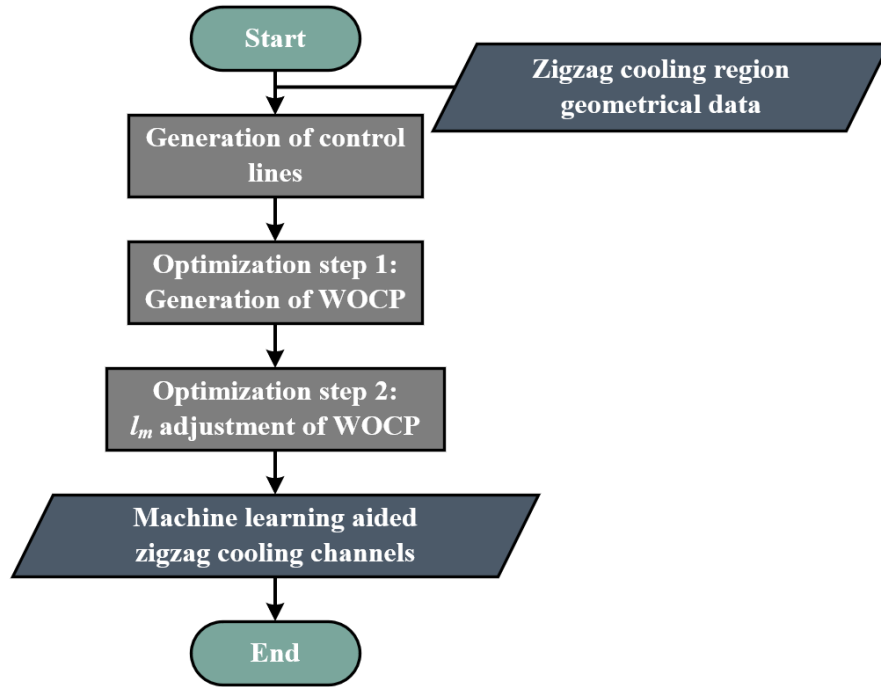 Start
Zigzag cooling region
geometrical data
Generation of control
lines
Optimization step 1:
Generation of WOCP
Optimization step 2:
lm adjustment of WOCP
Machine learning aided
zigzag cooling channels
End